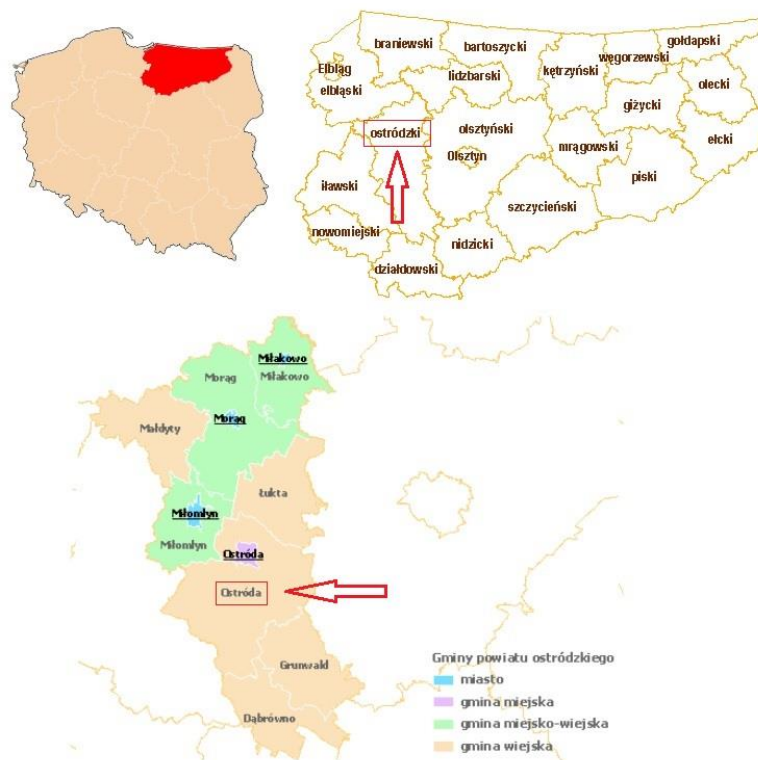 braniewski
bartoszycki
gołdapski
węgorzewski
Elbląg
elbląski
lidzbarski
kętrzyński
olecki
giżycki
ostródzki
olsztyński
Olsztyn
mrągowski
ełcki
piski
iławski
szczycieński
nowomiejski
nidzicki
działdowski
Miłakowo
Morąg
Miłakowo
Morąg
Małdyty
Łukta
Miłomłyn
Miłomłyn
Ostróda
Ostróda
Grunwald
Dąbrówno
Gminy powiatu ostródzkiego
miasto
gmina miejska
gmina miejsko-wiejska
gmina wiejska